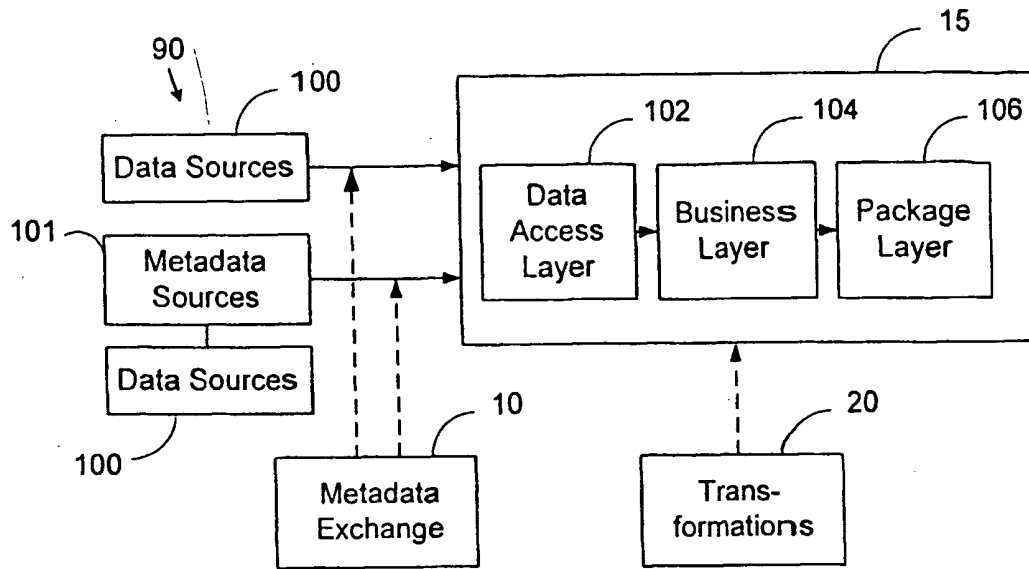 90
100
15
Data Sources
102
104
106
Data
Access
Layer
Business
Layer
Package
Layer
101
Metadata
Sources
Data Sources
100
10
Metadata
Exchange
20
Trans-
formations